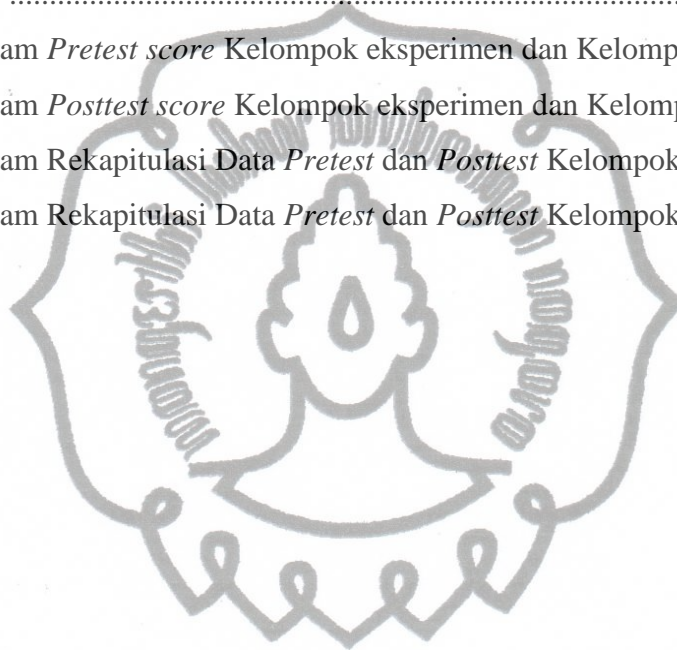 ................................................................................
am Pretest score Kelompok eksperimen dan Kelomp
am Posttest score Kelompok eksperimen dan Kelomp
am Rekapitulasi Data Pretest dan Posttest Kelompok
am Rekapitulasi Data Pretest dan Posttest Kelompok